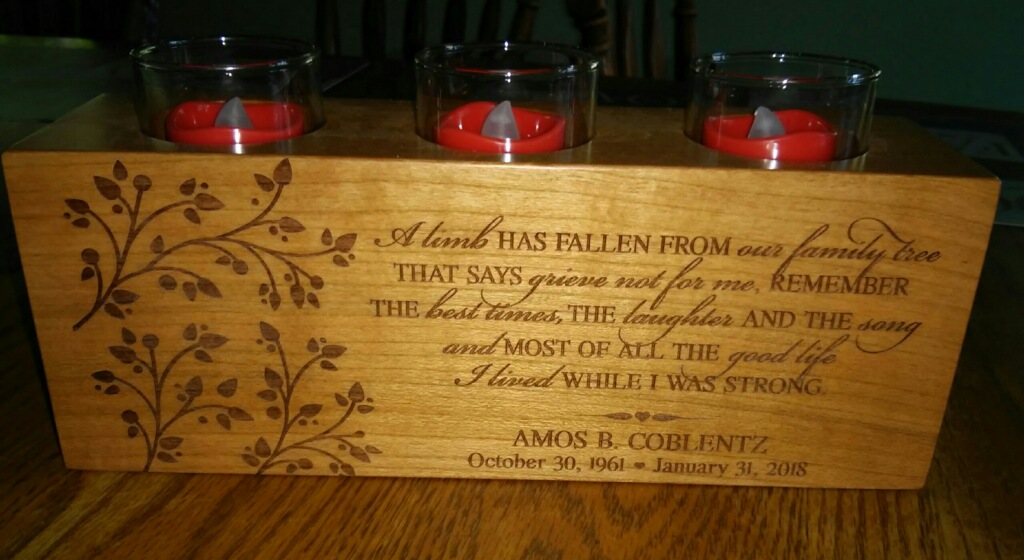 A limb HAS FALLEN FROM our family tree
THAT SAYS grieve not for me, REMEMBER
THE best times, THE laughter AND THE song
and MOST OF ALL THE good life
I lived WHILE I WAS STRONG.
AMOS B. COBLENTZ
October 30, 1961 ♥ January 31, 2018